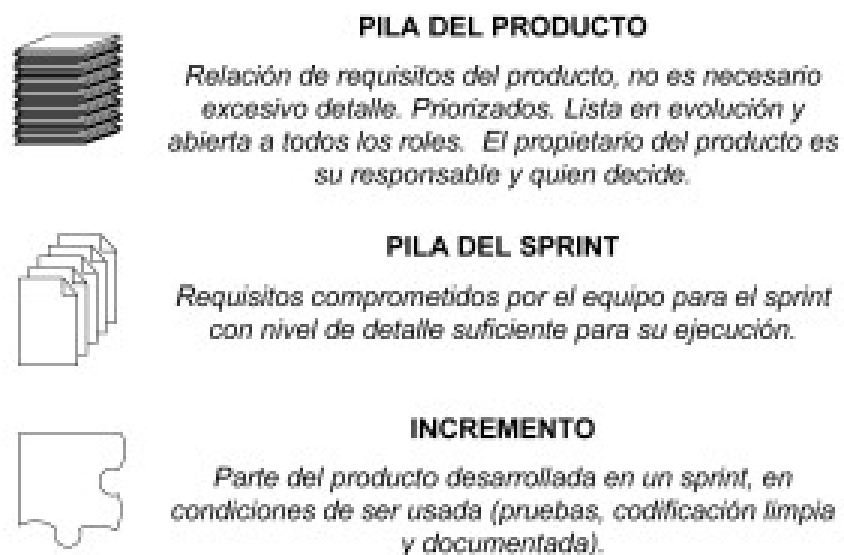 PILA DEL PRODUCTO
Relación de requisitos del producto, no es necesario
excesivo detalle. Priorizados. Lista en evolución y
abierta a todos los roles. El propietario del producto es
su responsable y quien decide.
PILA DEL SPRINT
Requisitos comprometidos por el equipo para el sprint
con nivel de detalle suficiente para su ejecución.
INCREMENTO
Parte del producto desarrollada en un sprint, en
condiciones de ser usada (pruebas, codificación limpia
y documentada).